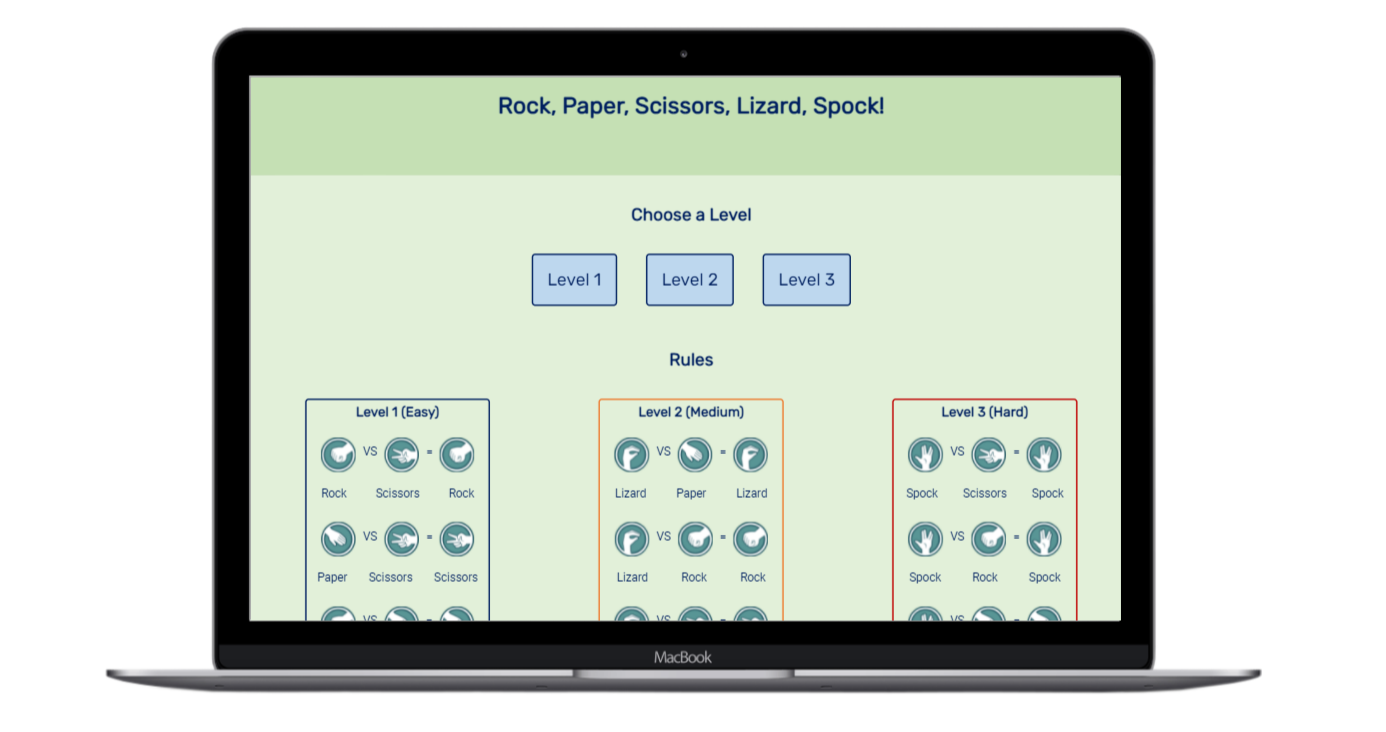 Rock, Paper, Scissors, Lizard, Spock!
Choose a Level
Level 1 Level 2 Level 3
Rules
Level 1 (Easy) Level 2 (Medium) Level 3 (Hard)
VS = VS = VS =
Rock Scissors Rock Lizard Paper Lizard Spock Scissors Spock
VS = VS = VS =
Paper Scissors Scissors Lizard Rock Rock Spock Rock Spock
VS - VS - VS -
MacBook